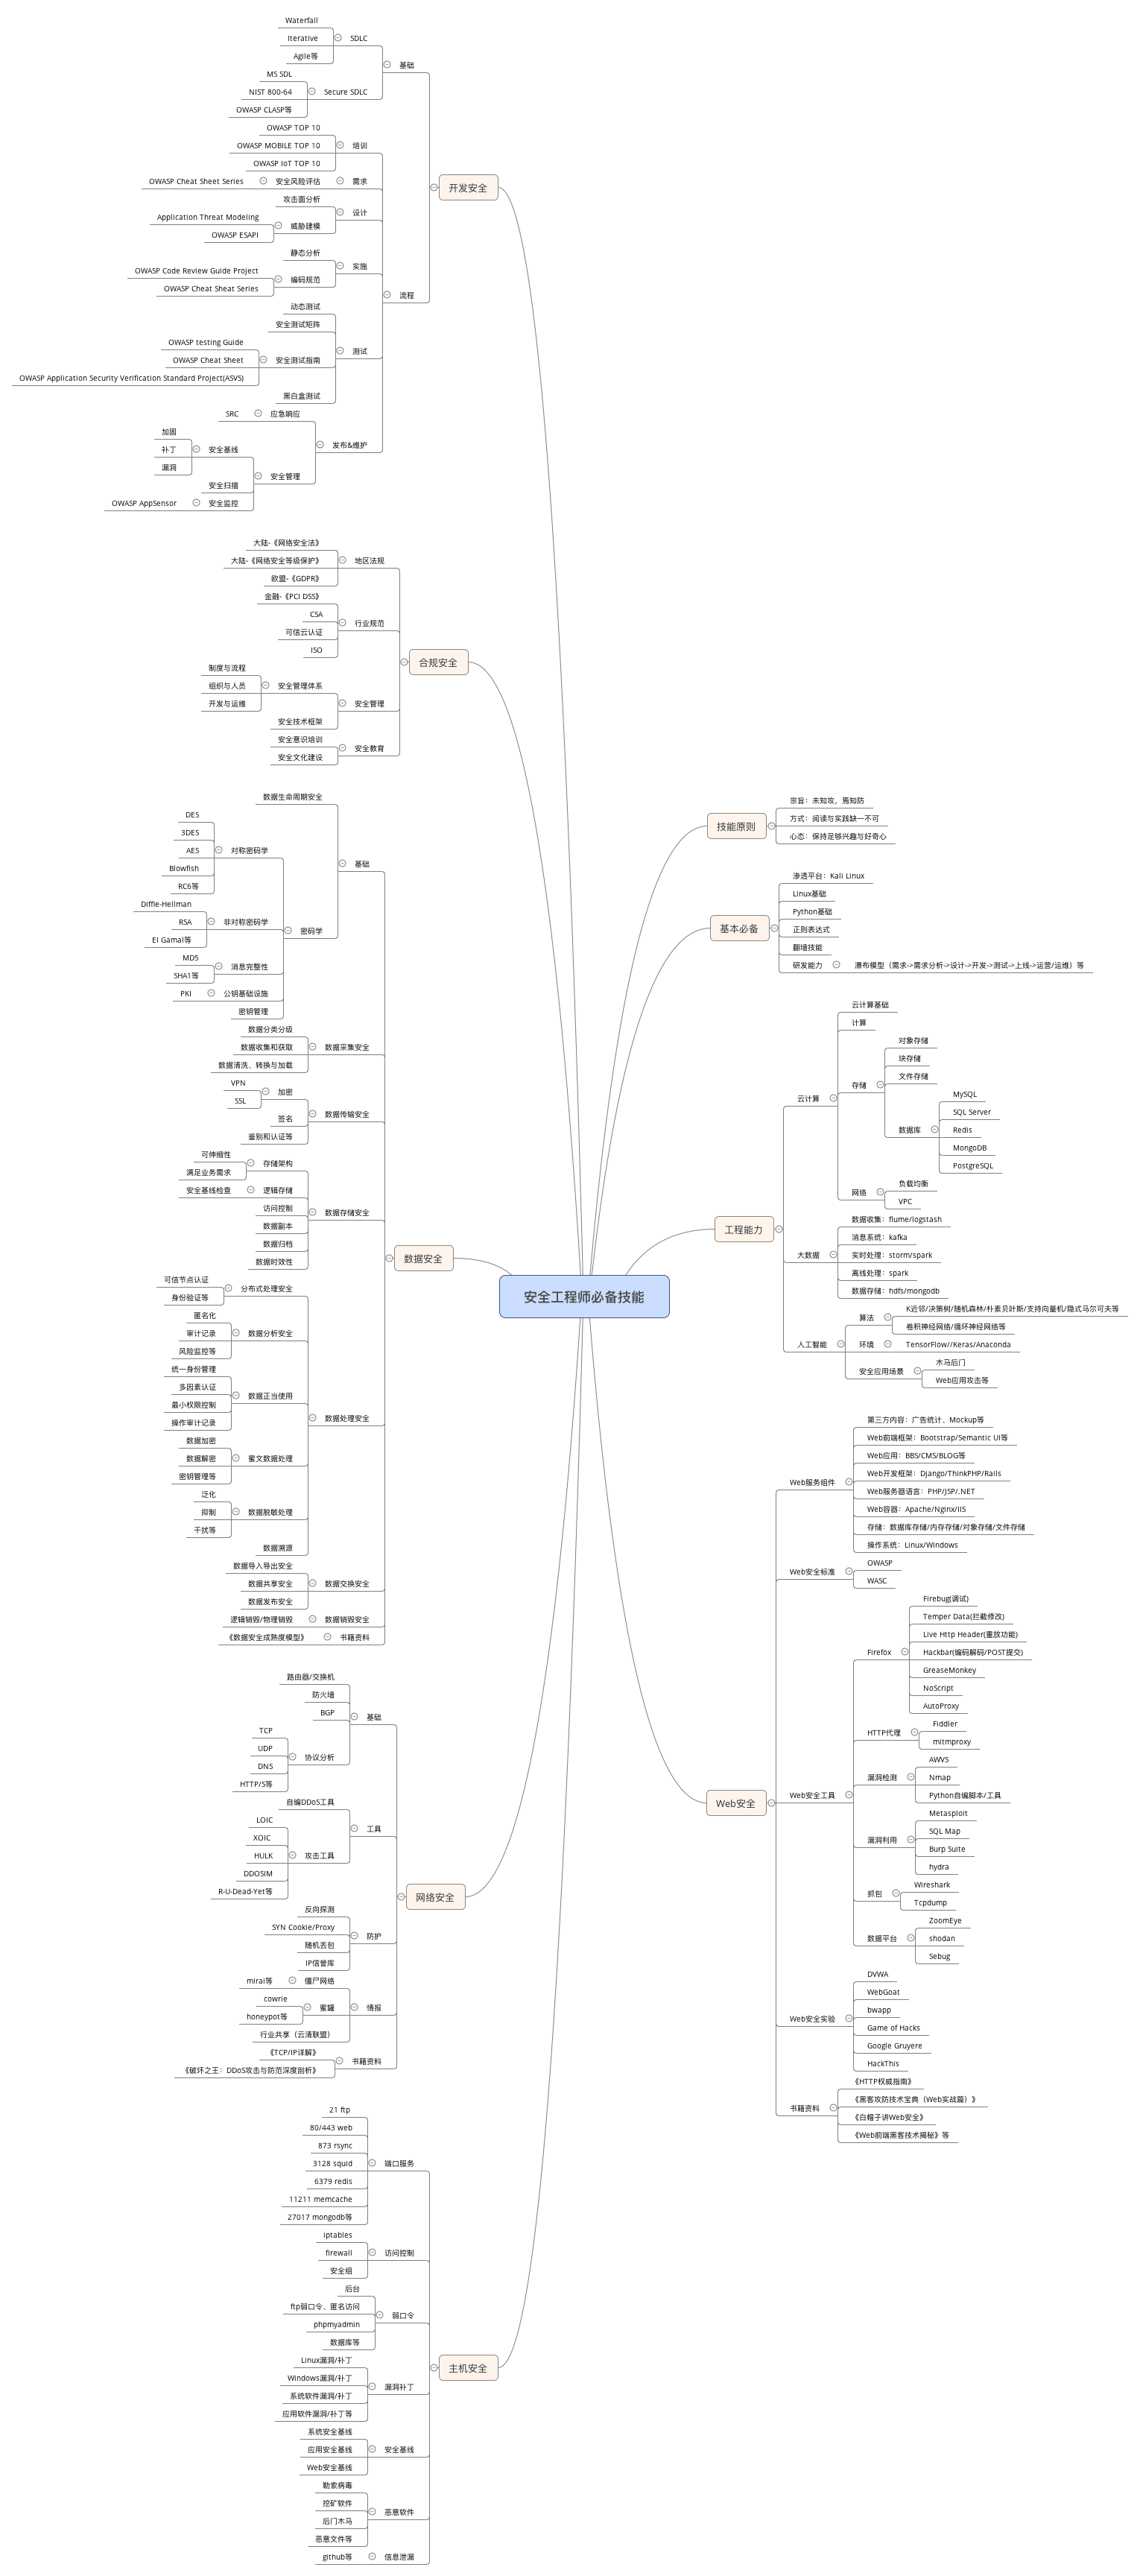 安全工程师必备技能
开发安全
基础
SDLC
Waterfall
Iterative
Agile等
Secure SDLC
MS SDL
NIST 800-64
OWASP CLASP等
流程
培训
OWASP TOP 10
OWASP MOBILE TOP 10
OWASP IoT TOP 10
需求
安全风险评估
OWASP Cheat Sheet Series
设计
攻击面分析
威胁建模
Application Threat Modeling
OWASP ESAPI
实施
静态分析
编码规范
OWASP Code Review Guide Project
OWASP Cheat Sheat Series
测试
动态测试
安全测试矩阵
安全测试指南
OWASP testing Guide
OWASP Cheat Sheet
OWASP Application Security Verification Standard Project(ASVS)
黑白盒测试
发布&维护
应急响应
SRC
安全管理
安全基线
加固
补丁
漏洞
安全扫描
安全监控
OWASP AppSensor
合规安全
地区法规
大陆-《网络安全法》
大陆-《网络安全等级保护》
欧盟-《GDPR》
行业规范
金融-《PCI DSS》
CSA
可信云认证
ISO
安全管理
安全管理体系
制度与流程
组织与人员
开发与运维
安全技术框架
安全教育
安全意识培训
安全文化建设
数据安全
基础
数据生命周期安全
密码学
对称密码学
DES
3DES
AES
Blowfish
RC6等
非对称密码学
Diffie-Hellman
RSA
El Gamal等
消息完整性
MD5
SHA1等
公钥基础设施
PKI
密钥管理
数据采集安全
数据分类分级
数据收集和获取
数据清洗、转换与加载
数据传输安全
加密
VPN
SSL
签名
鉴别和认证等
数据存储安全
存储架构
可伸缩性
满足业务需求
逻辑存储
安全基线检查
访问控制
数据副本
数据归档
数据时效性
数据处理安全
分布式处理安全
可信节点认证
身份验证等
数据分析安全
匿名化
审计记录
风险监控等
数据正当使用
统一身份管理
多因素认证
最小权限控制
操作审计记录
蜜文数据处理
数据加密
数据解密
密钥管理等
数据脱敏处理
泛化
抑制
干扰等
数据溯源
数据交换安全
数据导入导出安全
数据共享安全
数据发布安全
数据销毁安全
逻辑销毁/物理销毁
书籍资料
《数据安全成熟度模型》
网络安全
基础
路由器/交换机
防火墙
BGP
协议分析
TCP
UDP
DNS
HTTP/S等
工具
自编DDoS工具
攻击工具
LOIC
XOIC
HULK
DDOSIM
R-U-Dead-Yet等
防护
反向探测
SYN Cookie/Proxy
随机丢包
IP信誉库
情报
僵尸网络
mirai等
蜜罐
cowrie
honeypot等
行业共享（云清联盟）
书籍资料
《TCP/IP详解》
《破坏之王：DDoS攻击与防范深度剖析》
主机安全
端口服务
21 ftp
80/443 web
873 rsync
3128 squid
6379 redis
11211 memcache
27017 mongodb等
访问控制
iptables
firewall
安全组
弱口令
后台
ftp弱口令、匿名访问
phpmyadmin
数据库等
漏洞补丁
Linux漏洞/补丁
Windows漏洞/补丁
系统软件漏洞/补丁
应用软件漏洞/补丁等
安全基线
系统安全基线
应用安全基线
Web安全基线
恶意软件
勒索病毒
挖矿软件
后门木马
恶意文件等
信息泄漏
github等
技能原则
宗旨：未知攻，焉知防
方式：阅读与实践缺一不可
心态：保持足够兴趣与好奇心
基本必备
渗透平台：Kali Linux
Linux基础
Python基础
正则表达式
翻墙技能
研发能力
瀑布模型（需求->需求分析->设计->开发->测试->上线->运营/运维）等
工程能力
云计算
云计算基础
计算
存储
对象存储
块存储
文件存储
数据库
MySQL
SQL Server
Redis
MongoDB
PostgreSQL
网络
负载均衡
VPC
大数据
数据收集：flume/logstash
消息系统：kafka
实时处理：storm/spark
离线处理：spark
数据存储：hdfs/mongodb
人工智能
算法
K近邻/决策树/随机森林/朴素贝叶斯/支持向量机/隐式马尔可夫等
卷积神经网络/循环神经网络等
环境
TensorFlow//Keras/Anaconda
安全应用场景
木马后门
Web应用攻击等
Web安全
Web服务组件
第三方内容：广告统计、Mockup等
Web前端框架：Bootstrap/Semantic UI等
Web应用：BBS/CMS/BLOG等
Web开发框架：Django/ThinkPHP/Rails
Web服务器语言：PHP/JSP/.NET
Web容器：Apache/Nginx/IIS
存储：数据库存储/内存存储/对象存储/文件存储
操作系统：Linux/Windows
Web安全标准
OWASP
WASC
Web安全工具
Firefox
Firebug(调试)
Temper Data(拦截修改)
Live Http Header(重放功能)
Hackbar(编码解码/POST提交)
GreaseMonkey
NoScript
AutoProxy
HTTP代理
Fiddler
mitmproxy
漏洞检测
AWVS
Nmap
Python自编脚本/工具
漏洞利用
Metasploit
SQL Map
Burp Suite
hydra
抓包
Wireshark
Tcpdump
数据平台
ZoomEye
shodan
Sebug
Web安全实验
DVWA
WebGoat
bwapp
Game of Hacks
Google Gruyere
HackThis
书籍资料
《HTTP权威指南》
《黑客攻防技术宝典（Web实战篇）》
《白帽子讲Web安全》
《Web前端黑客技术揭秘》等